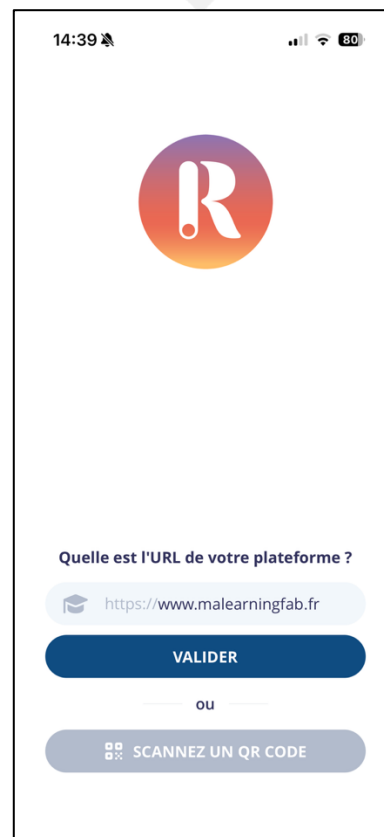 14:39
80
R
Quelle est l'URL de votre plateforme ?
https://www.malearningfab.fr
VALIDER
ou
SCANNEZ UN QR CODE